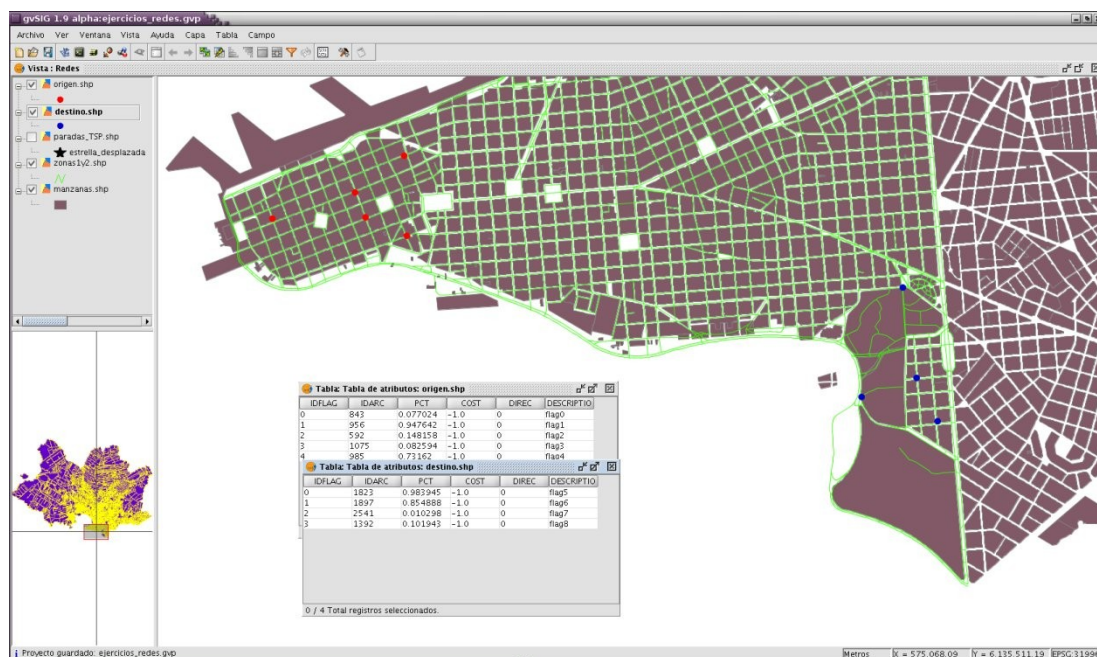 gvSIG 1.9 alpha:ejercicios_redes.gvp
Archivo Ver Ventana Vista Ayuda Capa Tabla Campo
Vista : Redes
origen.shp
destino.shp
paradas_TSP.shp
estrella_desplazada
zonas1y2.shp
manzanas.shp
Tabla: Tabla de atributos: origen.shp
IDFLAG IDARC PCT COST DIREC DESCRIPTIO
0 843 0.077024 -1.0 0 flag0
1 956 0.947642 -1.0 0 flag1
2 592 0.148158 -1.0 0 flag2
3 1075 0.082594 -1.0 0 flag3
4 985 0.73162 -1.0 0 flag4
Tabla: Tabla de atributos: destino.shp
IDFLAG IDARC PCT COST DIREC DESCRIPTIO
0 1823 0.983945 -1.0 0 flag5
1 1897 0.854888 -1.0 0 flag6
2 2541 0.010298 -1.0 0 flag7
3 1392 0.101943 -1.0 0 flag8
0 / 4 Total registros seleccionados.
Proyecto guardado: ejercicios_redes.gvp
Metros X = 575.068,09 Y = 6.135.511,19 EPSG:31996